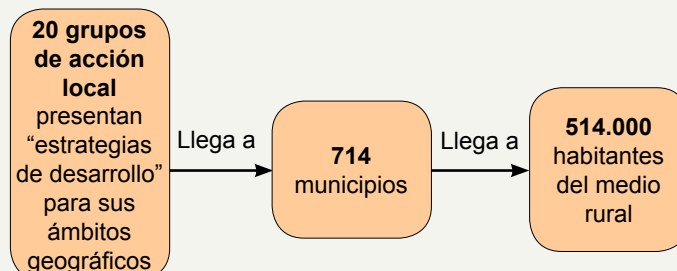 20 grupos
de acción
local
presentan
“estrategias
de desarrollo”
para sus
ámbitos
geográficos
Llega a
714
municipios
Llega a
514.000
habitantes
del medio
rural